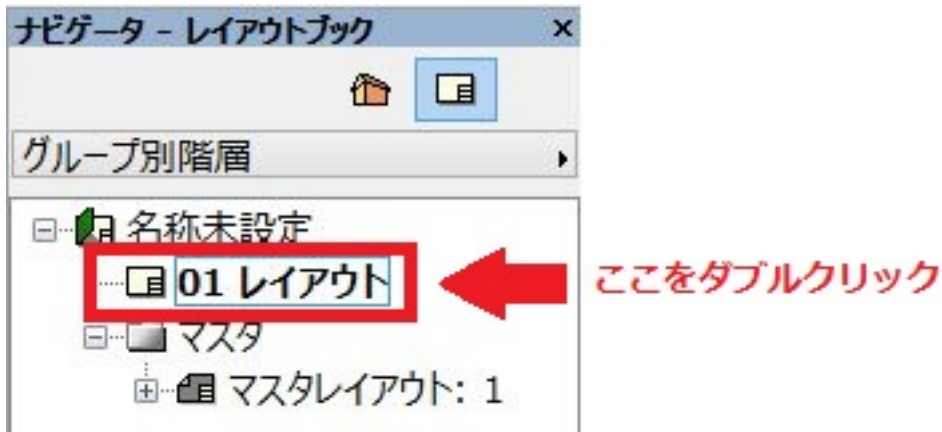 ナビゲータ - レイアウトブック
グループ別階層
名称未設定
01 レイアウト
ここをダブルクリック
マスタ
マスタレイアウト: 1